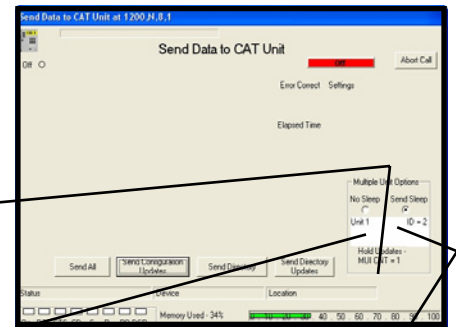 Send Data to CAT Unit at 1200,N,8,1
Send Data to CAT Unit
Off
Off
Abort Call
Error Correct Settings
Elapsed Time
Multiple Unit Options
No Sleep Send Sleep
Unit 1 ID = 2
Hold Updates -
MUI CNT = 1
Send All
Send Configuration
Updates
Send Directory
Send Directory
Updates
Status Device Location
Memory Used - 34%
40 . 50 . 60 . 70 . 80 . 90 . 100